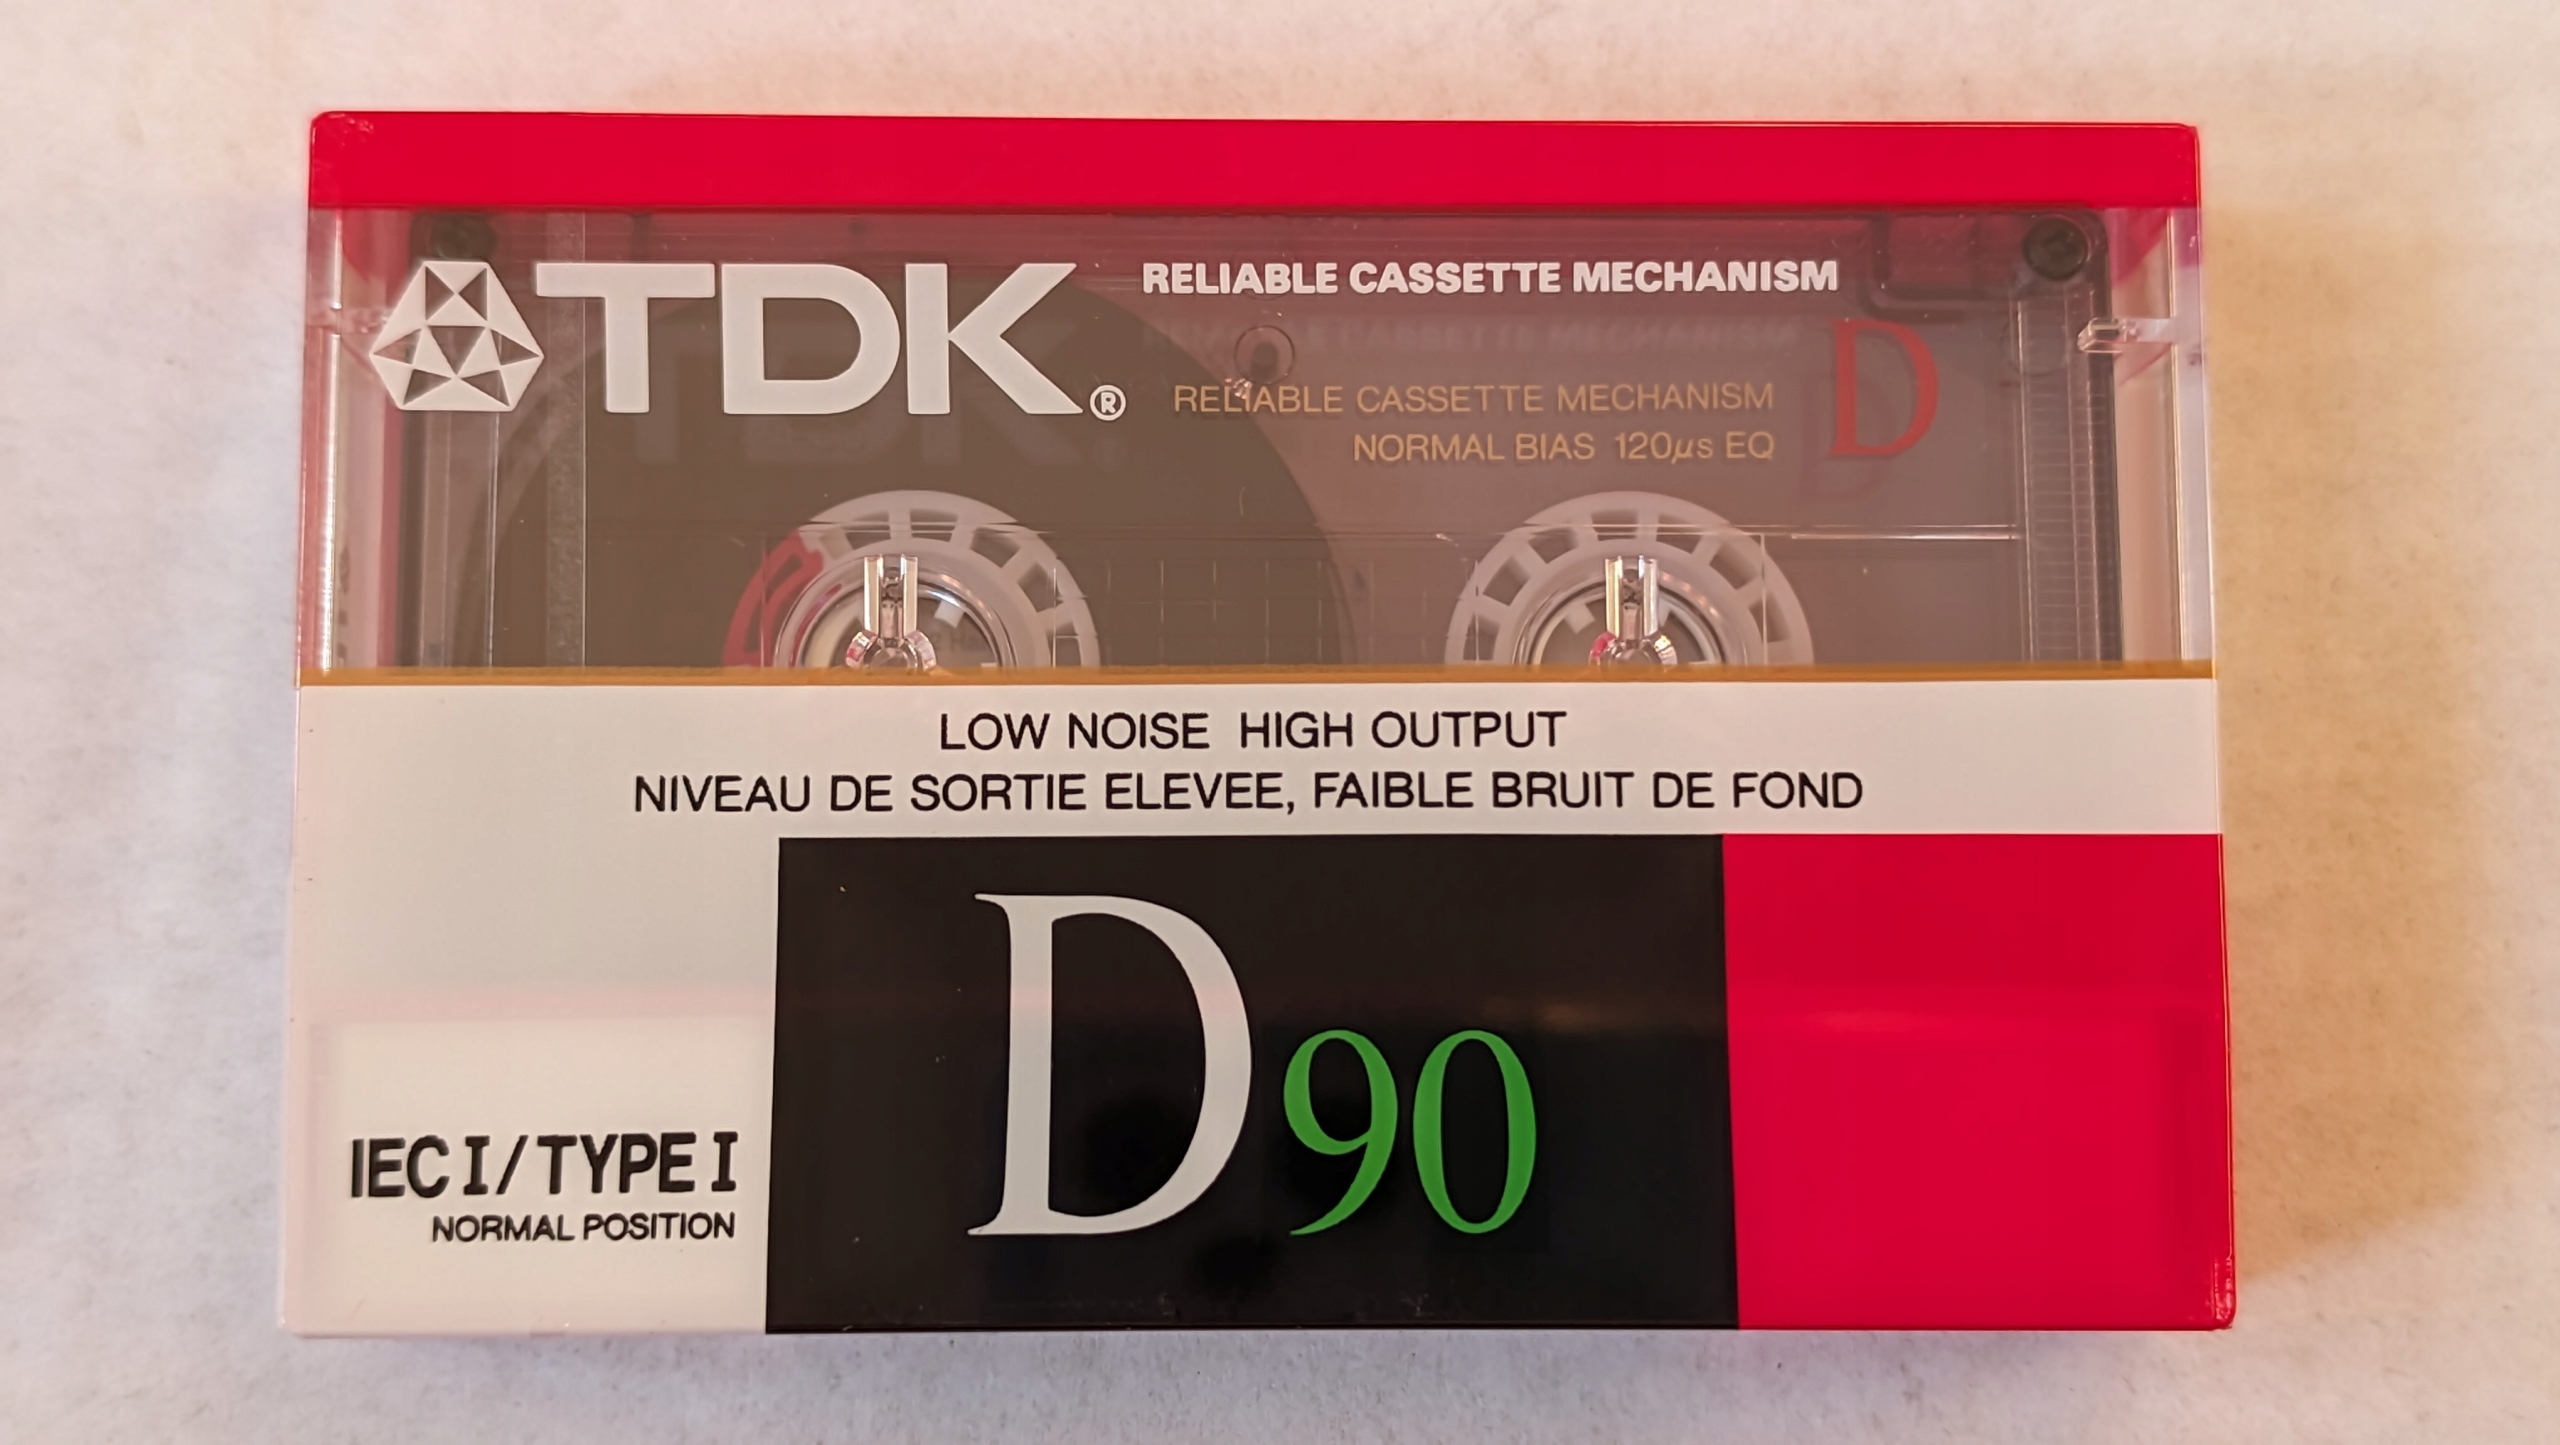 TDK®
RELIABLE CASSETTE MECHANISM
RELIABLE CASSETTE MECHANISM
NORMAL BIAS 120µs EQ
D
LOW NOISE HIGH OUTPUT
NIVEAU DE SORTIE ELEVEE, FAIBLE BRUIT DE FOND
D90
IEC I/TYPE I
NORMAL POSITION